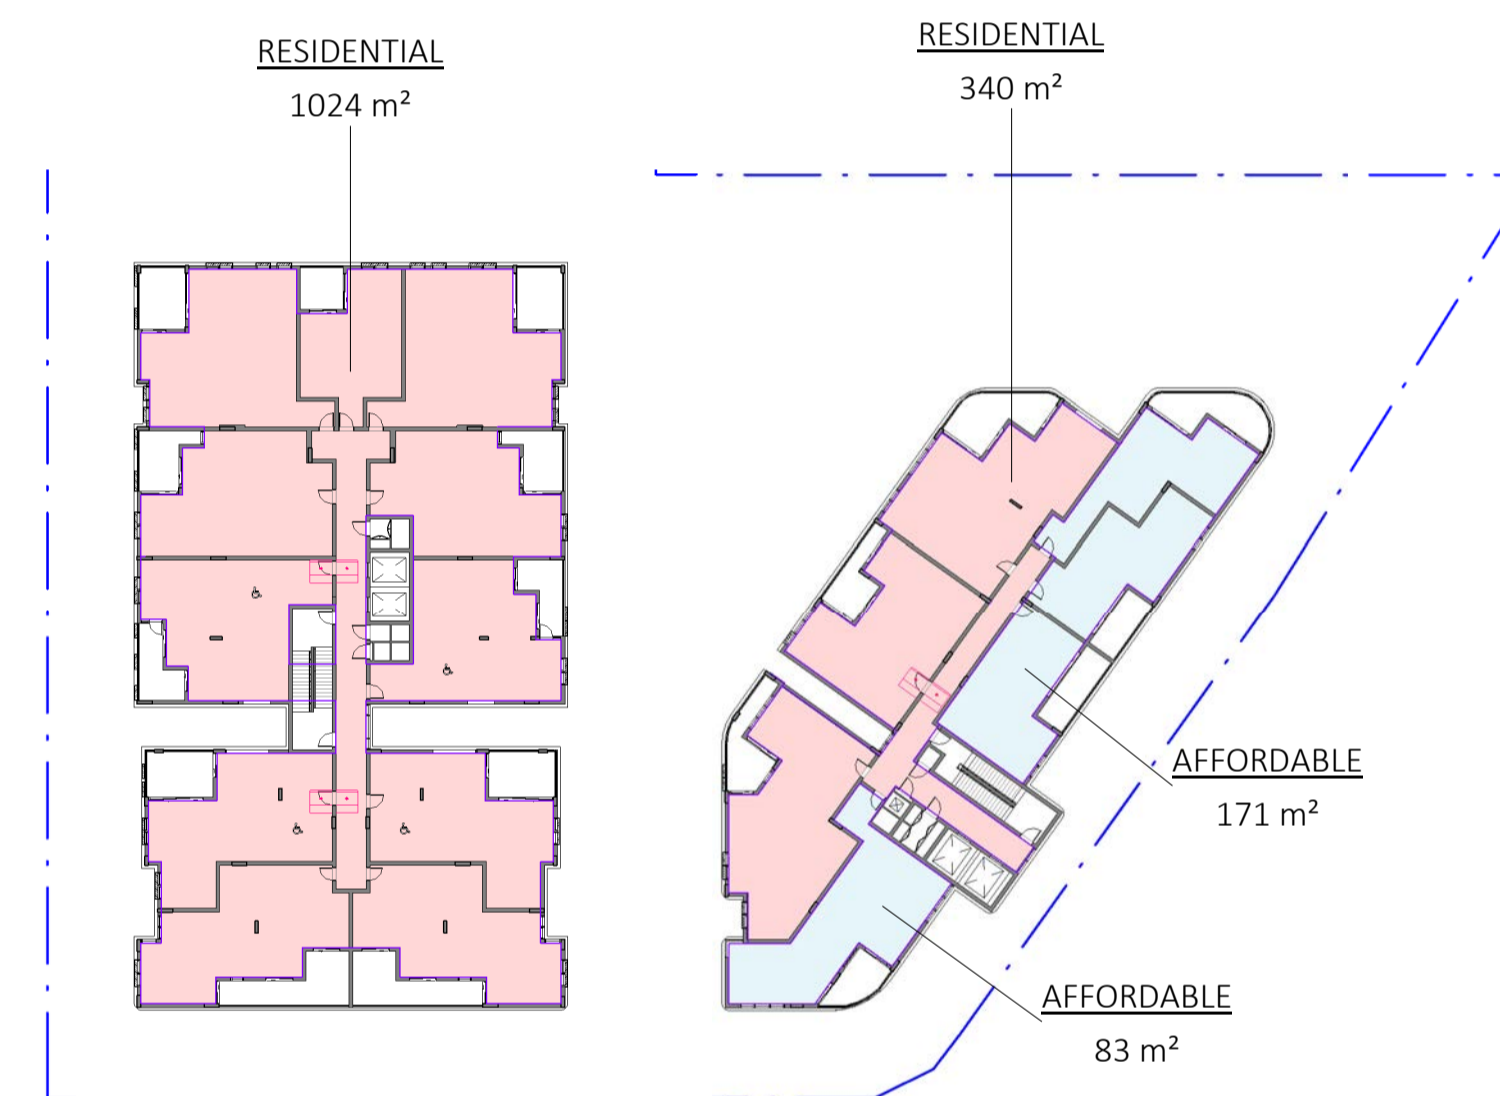 RESIDENTIAL
1024 m²
RESIDENTIAL
340 m²
AFFORDABLE
171 m²
AFFORDABLE
83 m²